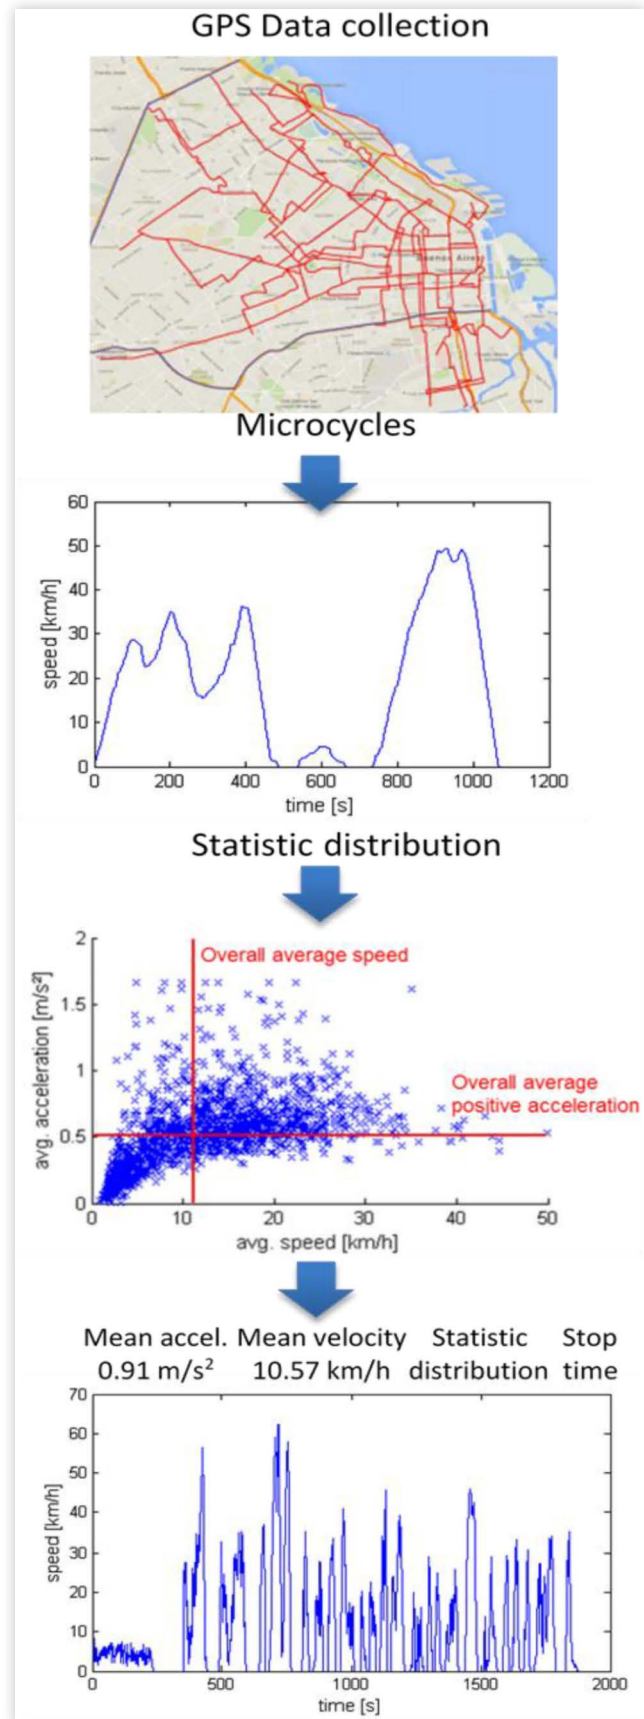 GPS Data collection
Buenos Aires
Microcycles
60
50
40
30
20
10
0
speed [km/h]
0 200 400 600 800 1000 1200
time [s]
Statistic distribution
2
1.5
1
0.5
0
avg. acceleration [m/s²]
Overall average speed
Overall average
positive acceleration
0 10 20 30 40 50
avg. speed [km/h]
Mean accel. Mean velocity Statistic Stop
0.91 m/s² 10.57 km/h distribution time
70
60
50
40
30
20
10
0
speed [km/h]
0 500 1000 1500 2000
time [s]